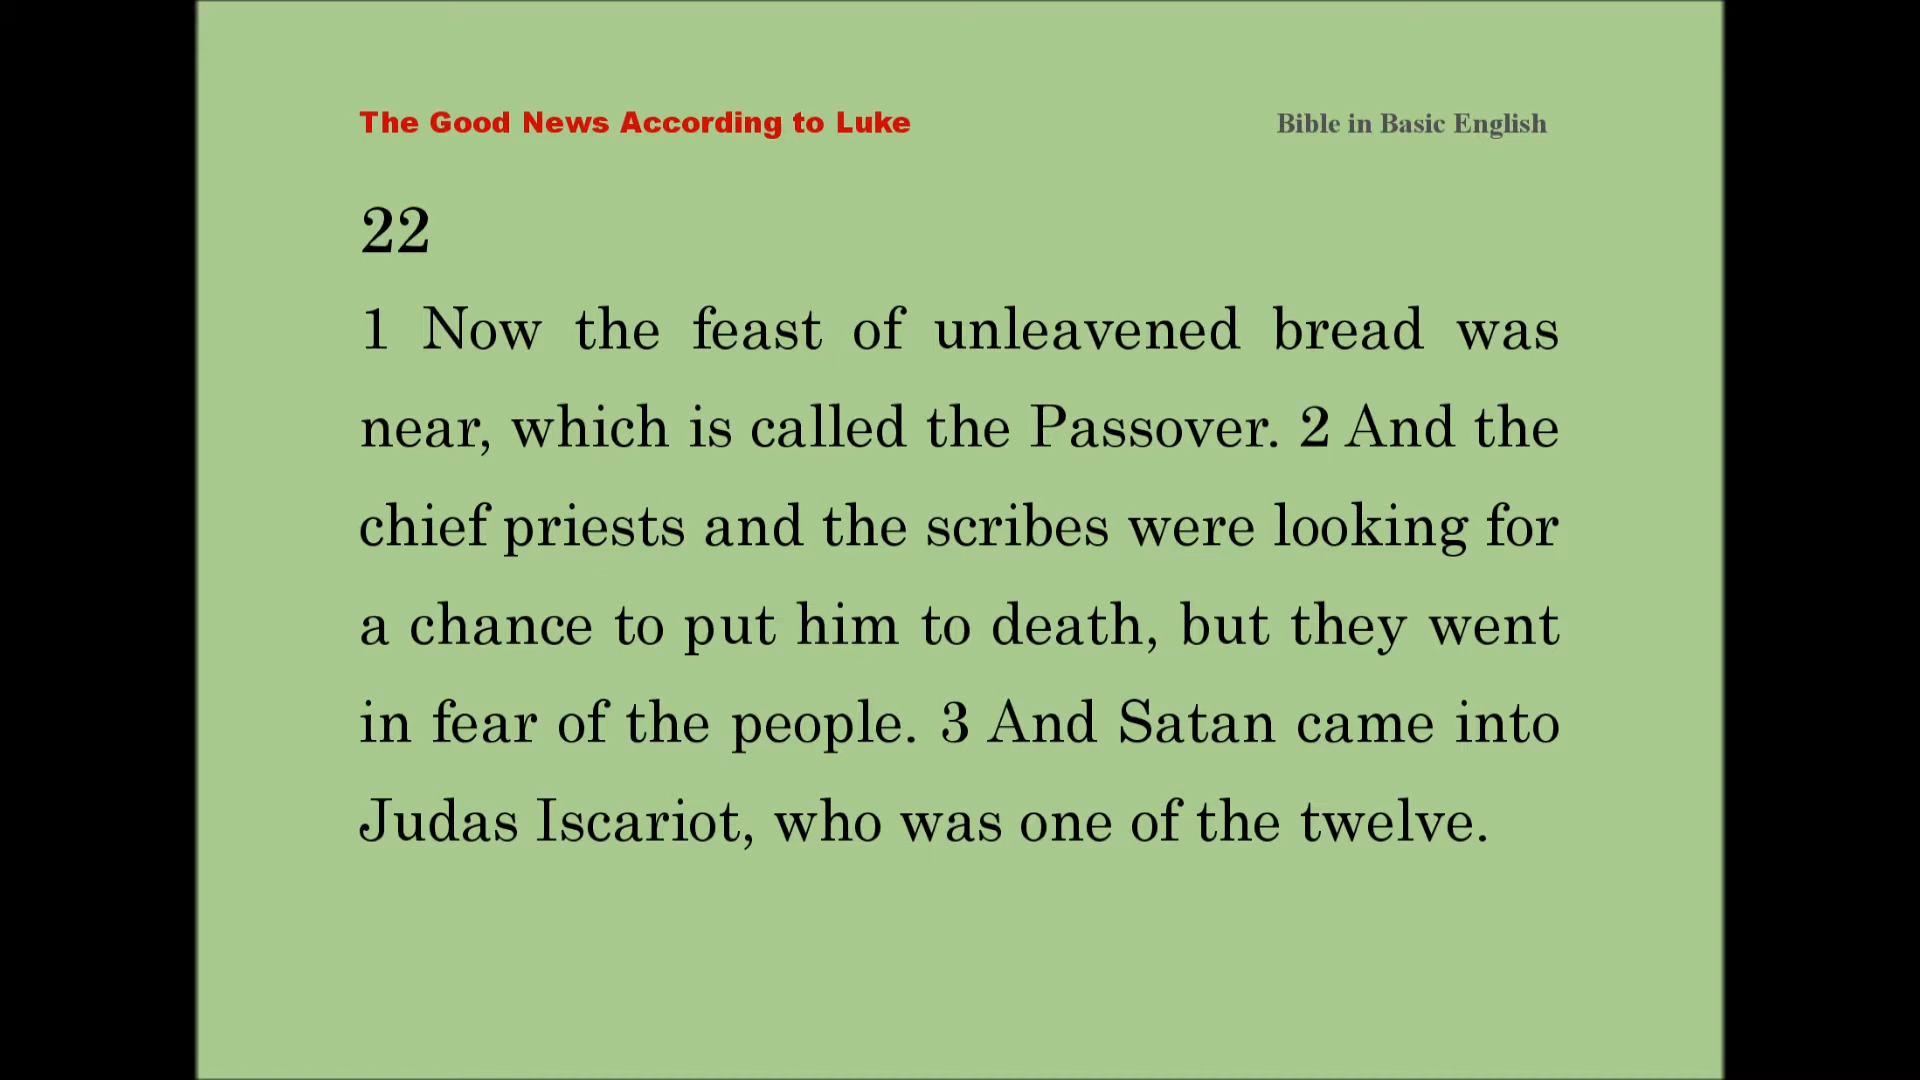 The Good News According to Luke
Bible in Basic English
22
1 Now the feast of unleavened bread was
near, which is called the Passover. 2 And the
chief priests and the scribes were looking for
a chance to put him to death, but they went
in fear of the people. 3 And Satan came into
Judas Iscariot, who was one of the twelve.